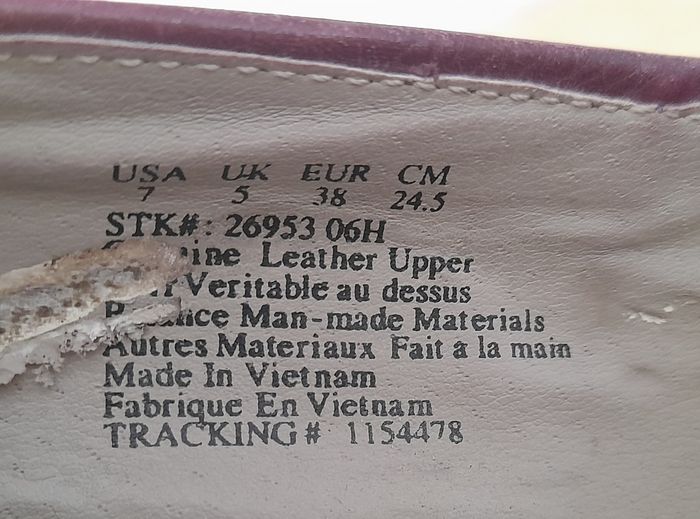 USA UK EUR CM
7 5 38 24.5
STK#: 26953 06H
Leather Upper
Veritable au dessus
Man-made Materials
Autres Materiaux Fait a la main
Made In Vietnam
Fabrique En Vietnam
TRACKING# 1154478